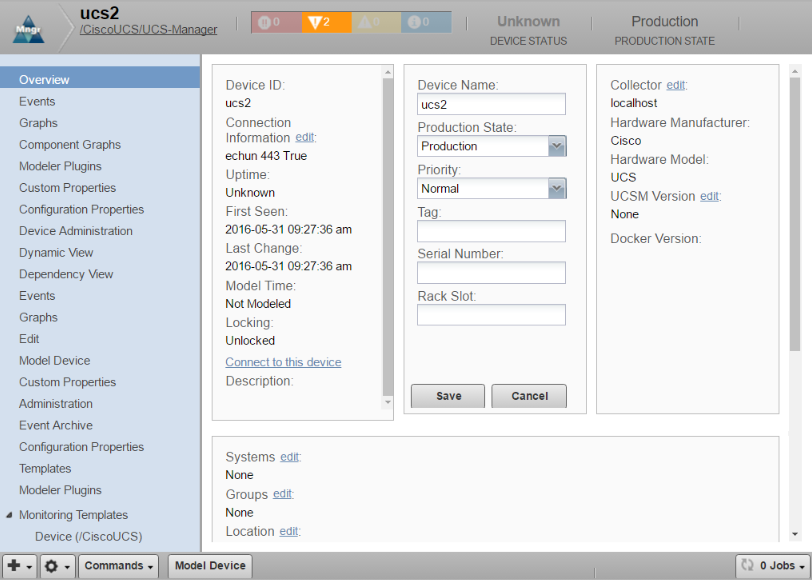 Mngr
ucs2
/CiscoUCS/UCS-Manager
0
2
0
0
Unknown
DEVICE STATUS
Production
PRODUCTION STATE
Overview
Events
Graphs
Component Graphs
Modeler Plugins
Custom Properties
Configuration Properties
Device Administration
Dynamic View
Dependency View
Events
Graphs
Edit
Model Device
Custom Properties
Administration
Event Archive
Configuration Properties
Templates
Modeler Plugins
Monitoring Templates
Device (/CiscoUCS)
Device ID:
ucs2
Connection
Information edit:
echun 443 True
Uptime:
Unknown
First Seen:
2016-05-31 09:27:36 am
Last Change:
2016-05-31 09:27:36 am
Model Time:
Not Modeled
Locking:
Unlocked
Connect to this device
Description:
Device Name:
ucs2
Production State:
Production
Priority:
Normal
Tag:
Serial Number:
Rack Slot:
Save Cancel
Collector edit:
localhost
Hardware Manufacturer:
Cisco
Hardware Model:
UCS
UCSM Version edit:
None
Docker Version:
Systems edit:
None
Groups edit:
None
Location edit:
Commands
Model Device
0 Jobs